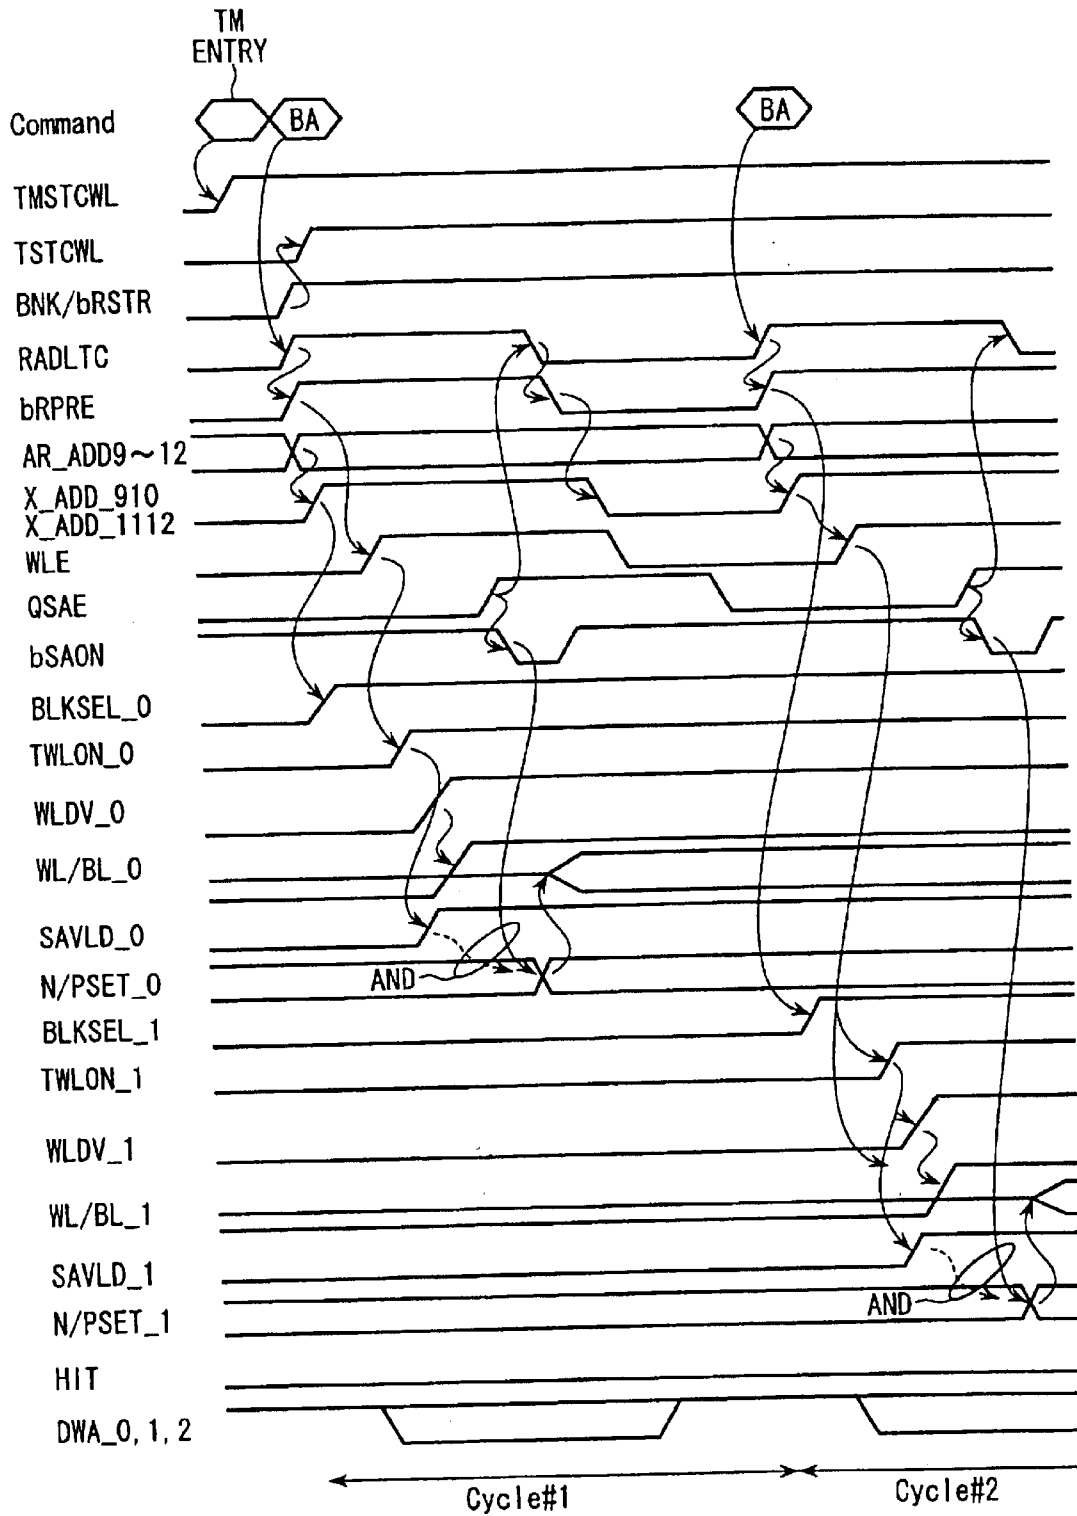 TM
ENTRY
Command
BA
BA
TMSTCWL
TSTCWL
BNK/bRSTR
RADLTC
bRPRE
AR_ADD9~12
X_ADD_910
X_ADD_1112
WLE
QSAE
bSAON
BLKSEL_0
TWLON_0
WLDV_0
WL/BL_0
SAVLD_0
AND
N/PSET_0
BLKSEL_1
TWLON_1
WLDV_1
WL/BL_1
SAVLD_1
AND
N/PSET_1
HIT
DWA_0,1,2
Cycle#1
Cycle#2